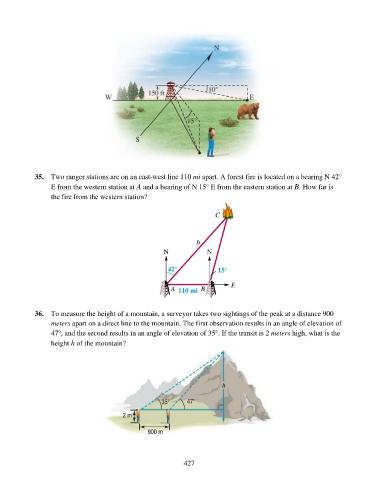 N
150 ft
10°
W
E
15°
S
35. Two ranger stations are on an east-west line 110 mi apart. A forest fire is located on a bearing N 42°
E from the western station at A and a bearing of N 15° E from the eastern station at B. How far is
the fire from the western station?
C
b
N N
42° 15°
E
A 110 mi B
36. To measure the height of a mountain, a surveyor takes two sightings of the peak at a distance 900
meters apart on a direct line to the mountain. The first observation results in an angle of elevation of
47°, and the second results in an angle of elevation of 35°. If the transit is 2 meters high, what is the
height h of the mountain?
h
35° 47°
2 m
900 m
427